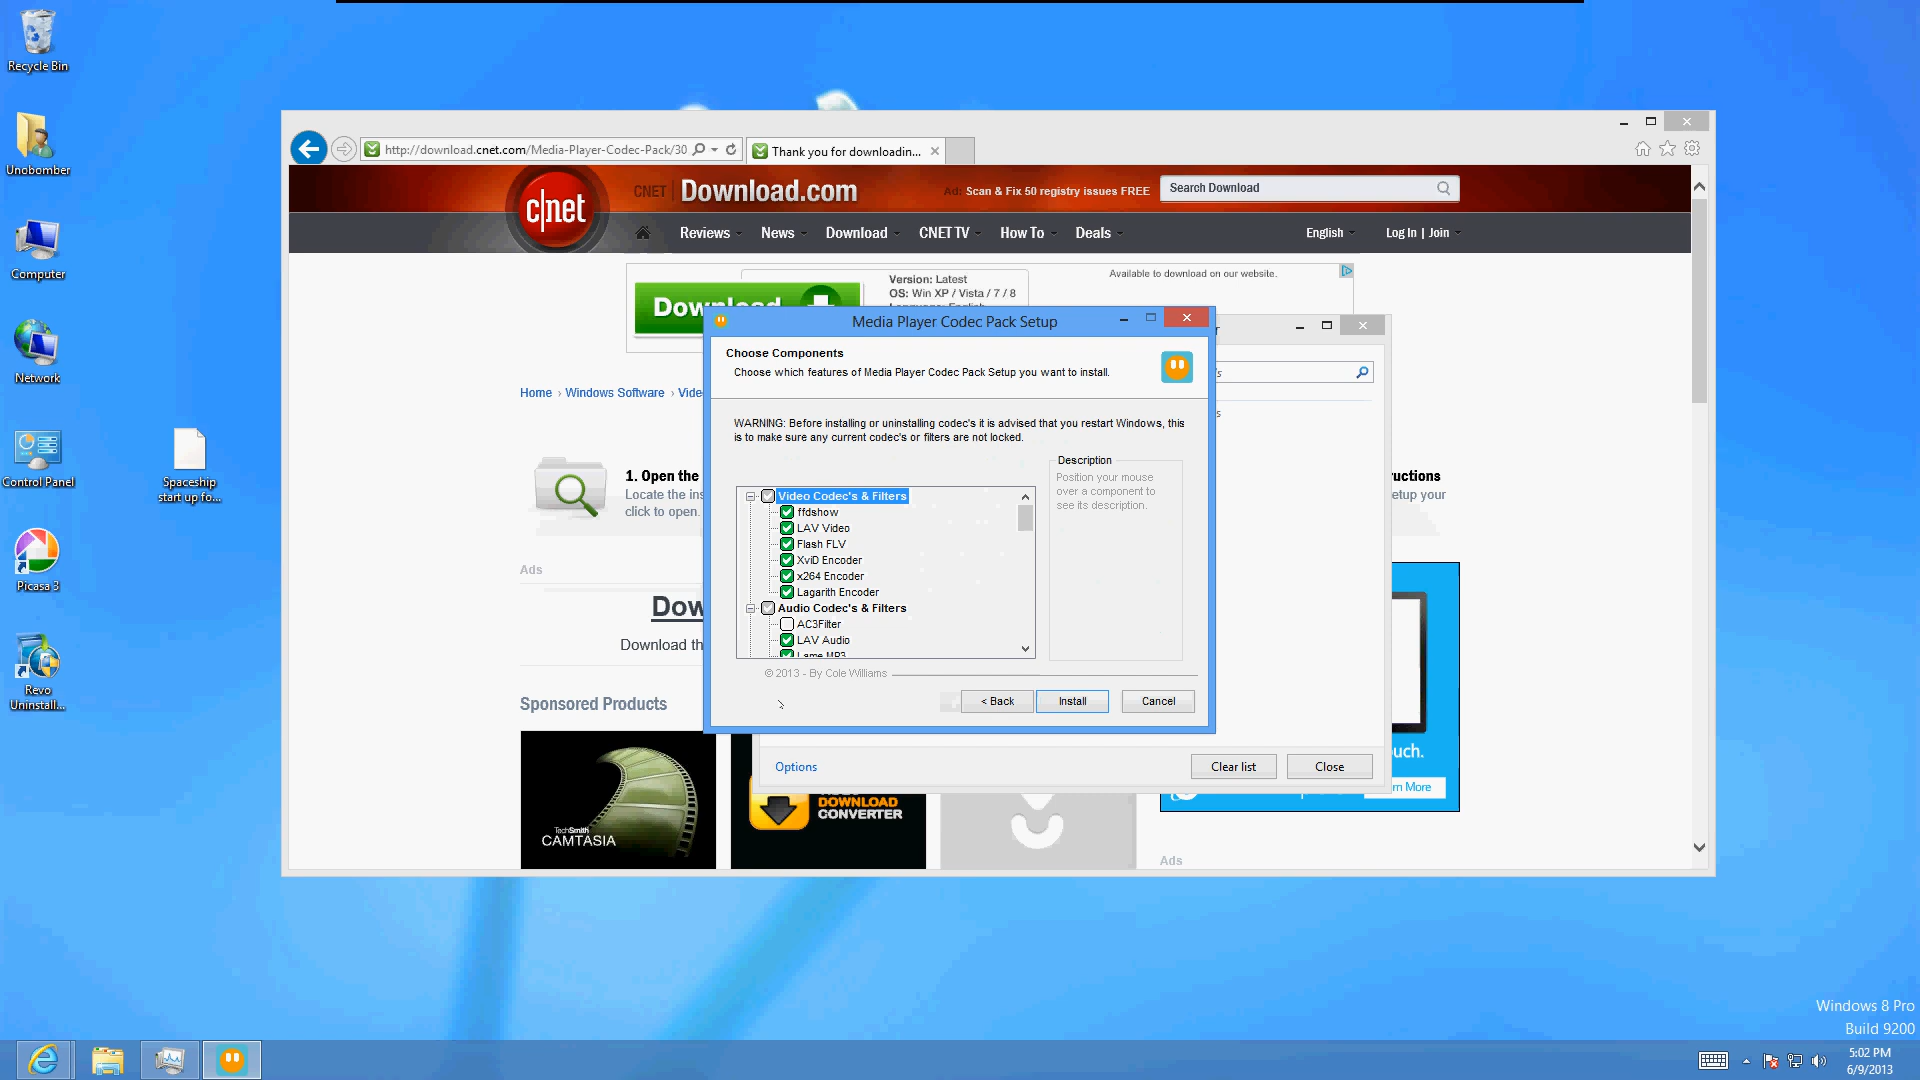 Recycle Bin
Unobomber
Computer
Network
Control Panel
Spaceship
start up fo...
Picasa 3
Revo
Uninstall...
http://download.cnet.com/Media-Player-Codec-Pack/30
Thank you for downloadin...
c|net
CNET
Download.com
Ad: Scan & Fix 50 registry issues FREE
Search Download
Reviews
News
Download
CNET TV
How To
Deals
English
Log In | Join
Download
Version: Latest
OS: Win XP / Vista / 7 / 8
Available to download on our website.
Home › Windows Software ›
1. Open the
Locate the
click to open.
Ads
Download
Sponsored Products
TechSmith
CAMTASIA
DOWNLOAD
CONVERTER
Media Player Codec Pack Setup
Choose Components
Choose which features of Media Player Codec Pack Setup you want to install.
WARNING: Before installing or uninstalling codec's it is advised that you restart Windows, this
is to make sure any current codec's or filters are not locked.
Video Codec's & Filters
ffdshow
LAV Video
Flash FLV
XviD Encoder
x264 Encoder
Lagarith Encoder
Audio Codec's & Filters
AC3Filter
LAV Audio
Lame MP3
Description
Position your mouse
over a component to
see its description.
© 2013 - By Cole Williams
< Back
Install
Cancel
Options
Clear list
Close
uctions
etup your
uch.
rn More
Ads
Windows 8 Pro
Build 9200
5:02 PM
6/9/2013